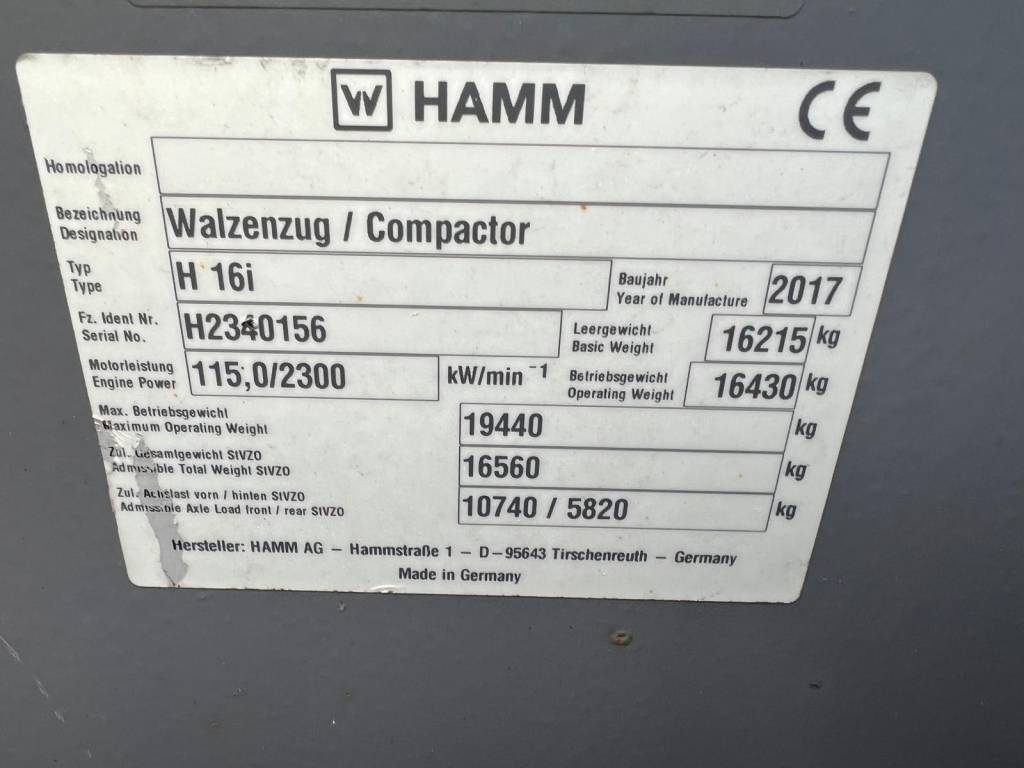 W HAMM CE
Homologation
Bezeichnung
Designation
Walzenzug / Compactor
Typ
Type
H 16i
Baujahr
Year of Manufacture
2017
Fz. Ident Nr.
Serial No.
H2340156
Leergewicht
Basic Weight
16215 kg
Motorleistung
Engine Power
115,0/2300 kW/min⁻¹
Betriebsgewicht
Operating Weight
16430 kg
Max. Betriebsgewicht
Maximum Operating Weight
19440 kg
Zul. Gesamtgewicht StVZO
Admissible Total Weight StVZO
16560 kg
Zul. Achslast vorn / hinten StVZO
Admissible Axle Load front / rear StVZO
10740 / 5820 kg
Hersteller: HAMM AG – Hammstraße 1 – D–95643 Tirschenreuth – Germany
Made in Germany